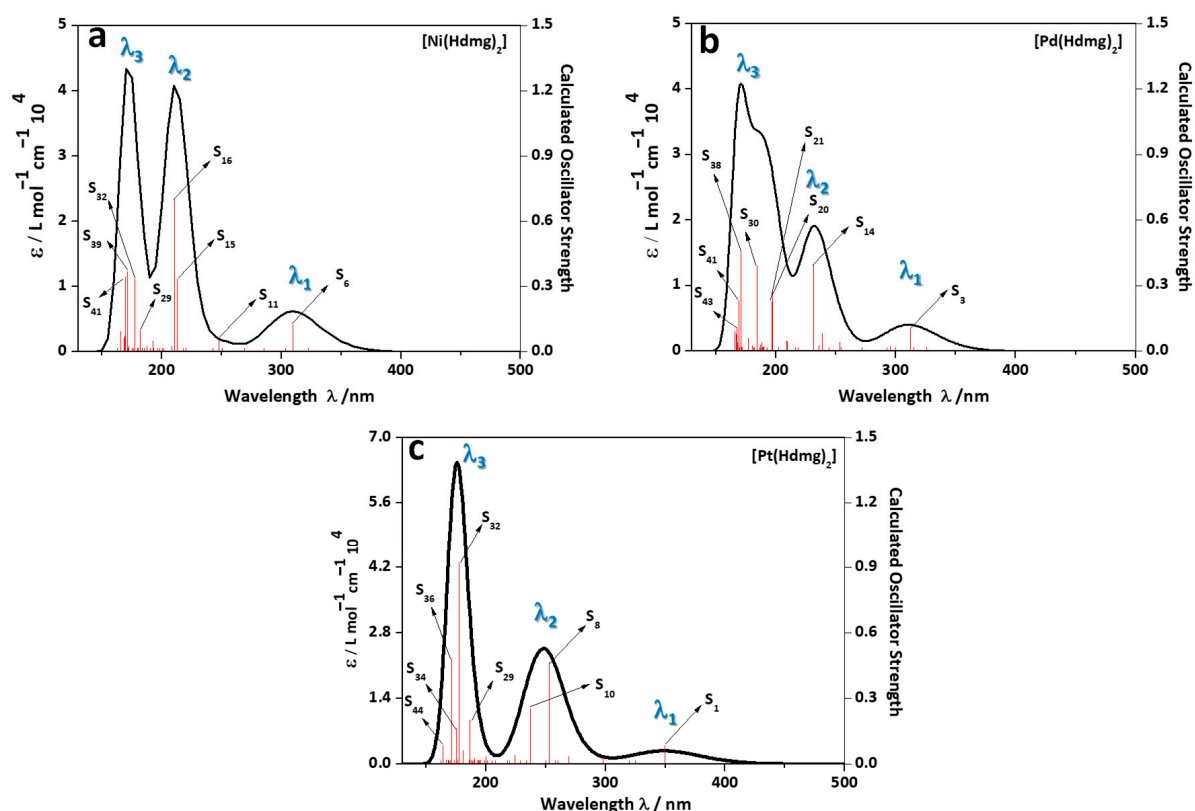 a
[Ni(Hdmg)₂]
λ₃
λ₂
λ₁
S₁₆
S₃₂
S₃₉
S₁₅
S₄₁
S₂₉
S₁₁
S₆
5
4
3
2
1
0
1.5
1.2
0.9
0.6
0.3
0.0
200 300 400 500
ε / L mol⁻¹ cm⁻¹ 10⁴
Calculated Oscillator Strength
Wavelength λ /nm
b
[Pd(Hdmg)₂]
λ₃
S₂₁
S₃₈
λ₂
S₂₀
S₃₀
S₁₄
S₄₁
λ₁
S₃
S₄₃
5
4
3
2
1
0
1.5
1.2
0.9
0.6
0.3
0.0
200 300 400 500
ε / L mol⁻¹ cm⁻¹ 10⁴
Calculated Oscillator Strength
Wavelength λ /nm
c
[Pt(Hdmg)₂]
λ₃
S₃₂
S₃₆
λ₂
S₈
S₃₄
S₂₉
S₁₀
S₄₄
λ₁
S₁
7.0
5.6
4.2
2.8
1.4
0.0
1.5
1.2
0.9
0.6
0.3
0.0
200 300 400 500
ε / L mol⁻¹ cm⁻¹ 10⁴
Calculated Oscillator Strength
Wavelength λ / nm